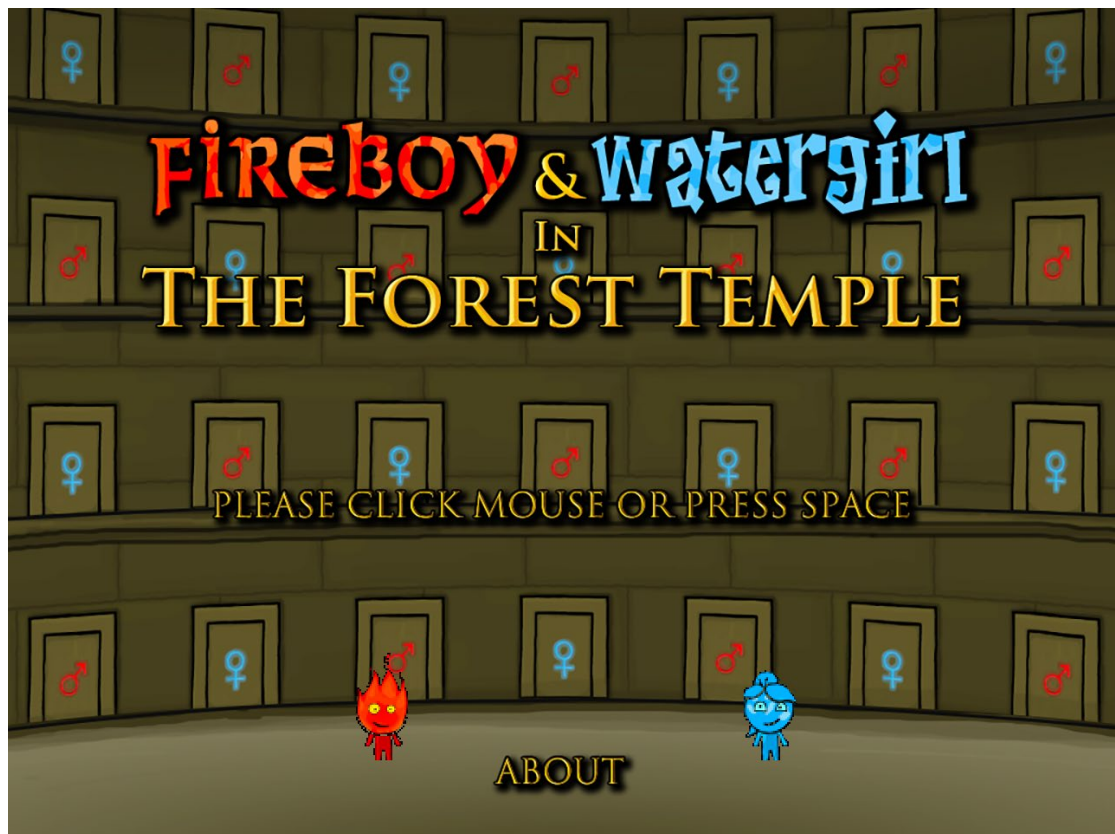 FIREBOY & WATERGIRL
IN
THE FOREST TEMPLE
PLEASE CLICK MOUSE OR PRESS SPACE
ABOUT